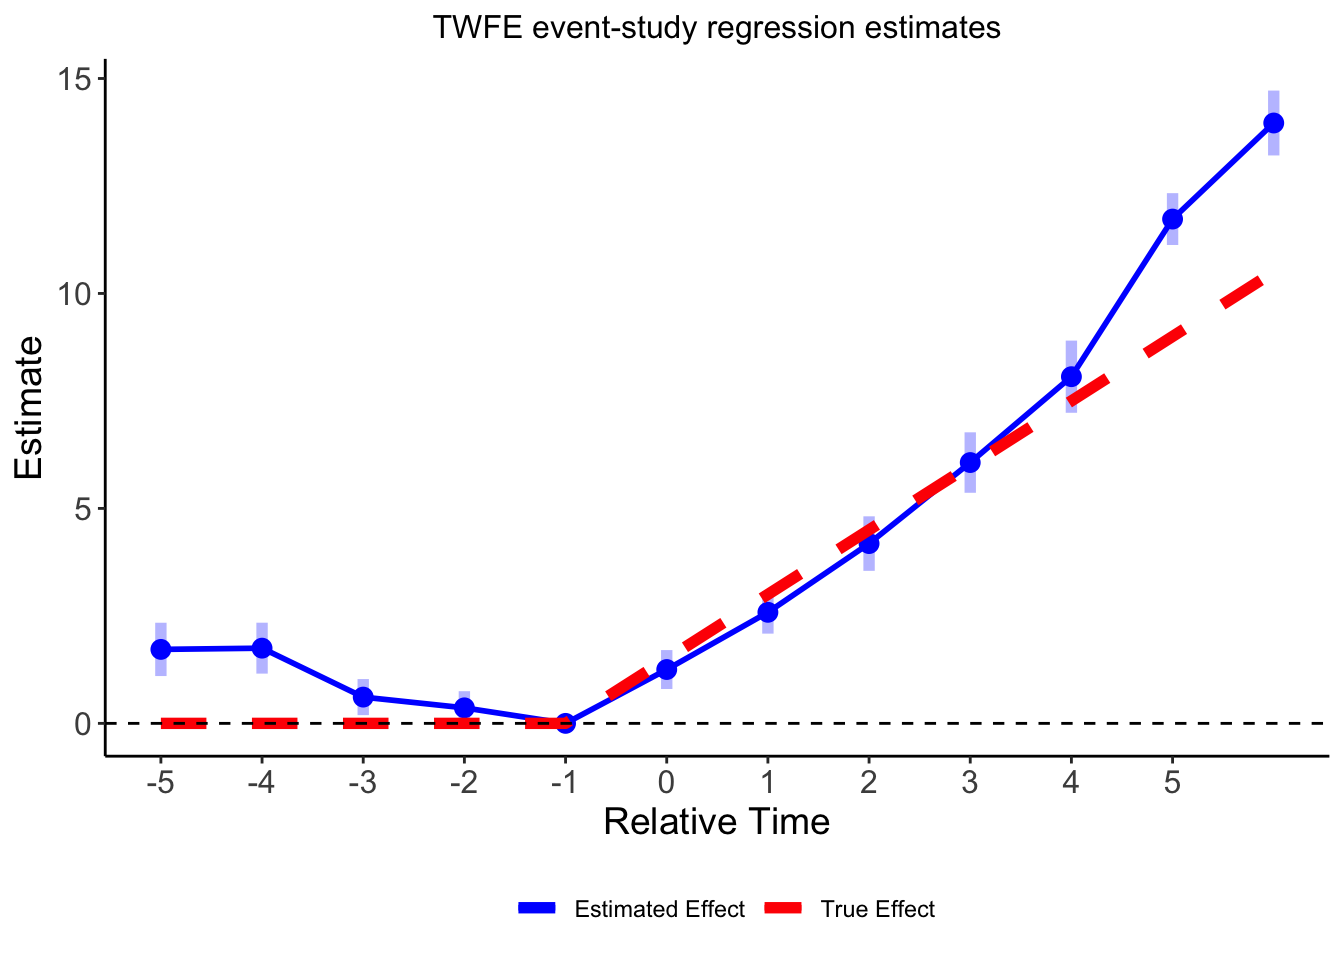 TWFE event-study regression estimates
15
10
5
0
Estimate
-5 -4 -3 -2 -1 0 1 2 3 4 5
Relative Time
Estimated Effect True Effect